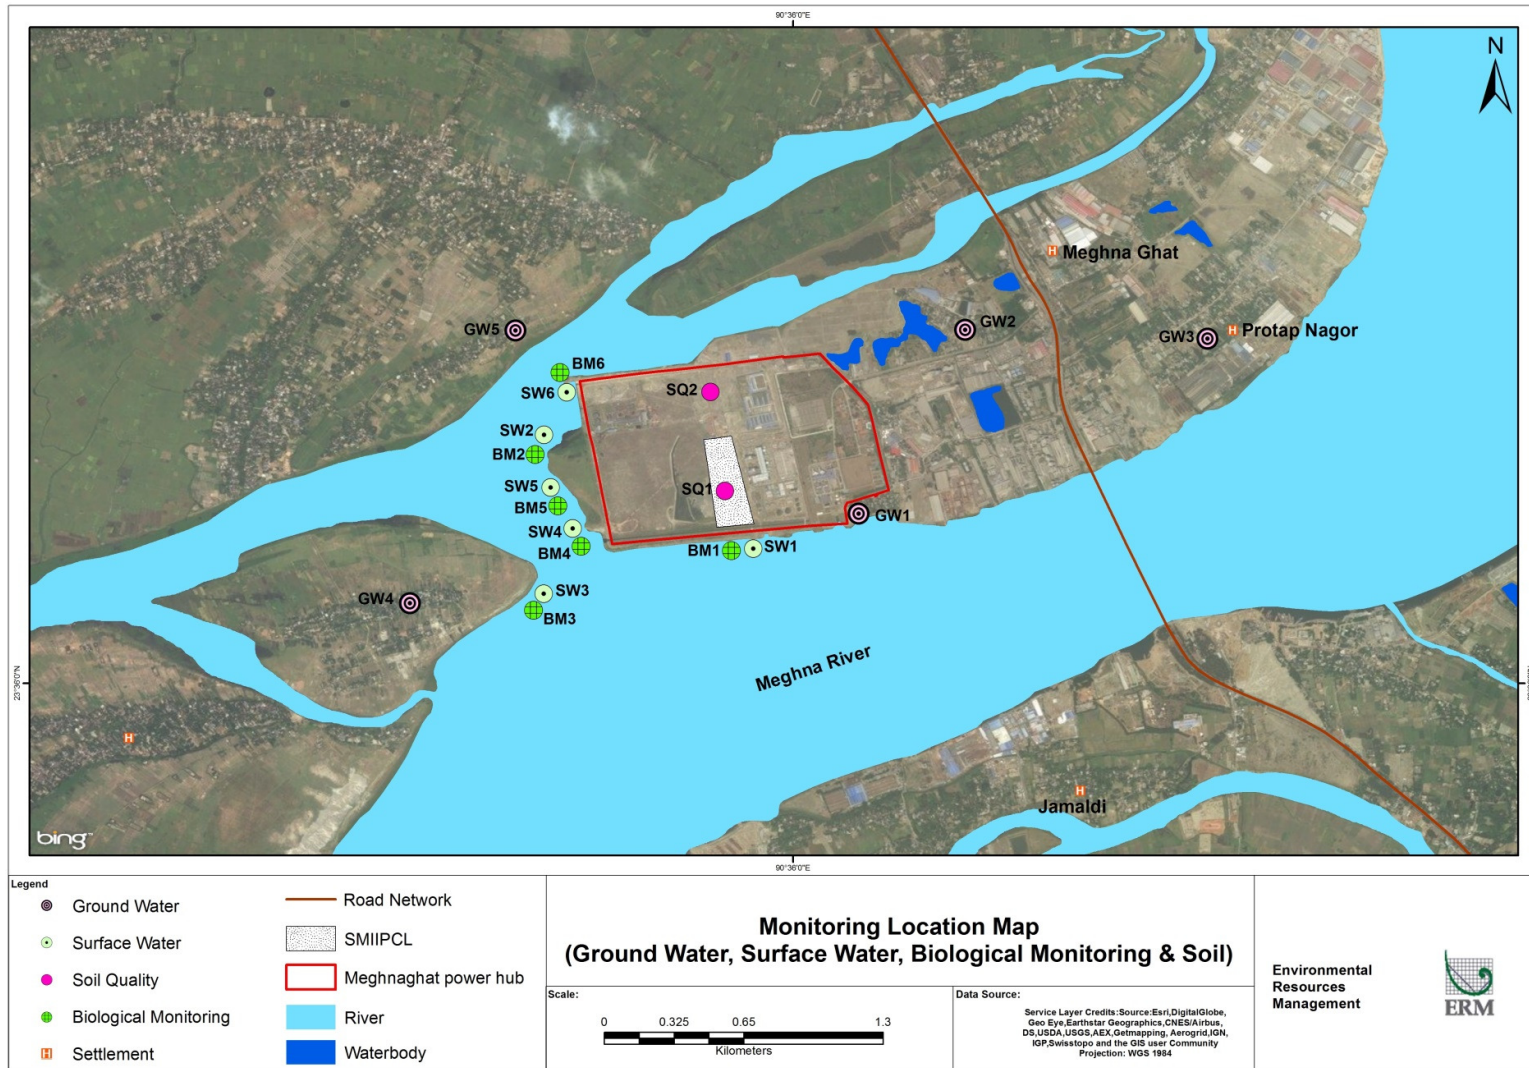 90°36'0"E
N
Meghna Ghat
GW5
GW2
GW3
Protap Nagor
BM6
SW6
SQ2
SW2
BM2
SW5
SQ1
BM5
GW1
SW4
BM4
BM1
SW1
SW3
GW4
BM3
Meghna River
23°36'0"N
Jamaldi
bing
90°36'0"E
Legend
Ground Water
Surface Water
Soil Quality
Biological Monitoring
Settlement
Road Network
SMIIPCL
Meghnaghat power hub
River
Waterbody
Monitoring Location Map
(Ground Water, Surface Water, Biological Monitoring & Soil)
Scale:
0 0.325 0.65 1.3
Kilometers
Data Source:
Service Layer Credits:Source:Esri,DigitalGlobe,
Geo Eye,Earthstar Geographics,CNES/Airbus,
DS,USDA,USGS,AEX,Getmapping, Aerogrid,IGN,
IGP,Swisstopo and the GIS user Community
Projection: WGS 1984
Environmental
Resources
Management
ERM
H
H
H
H
H